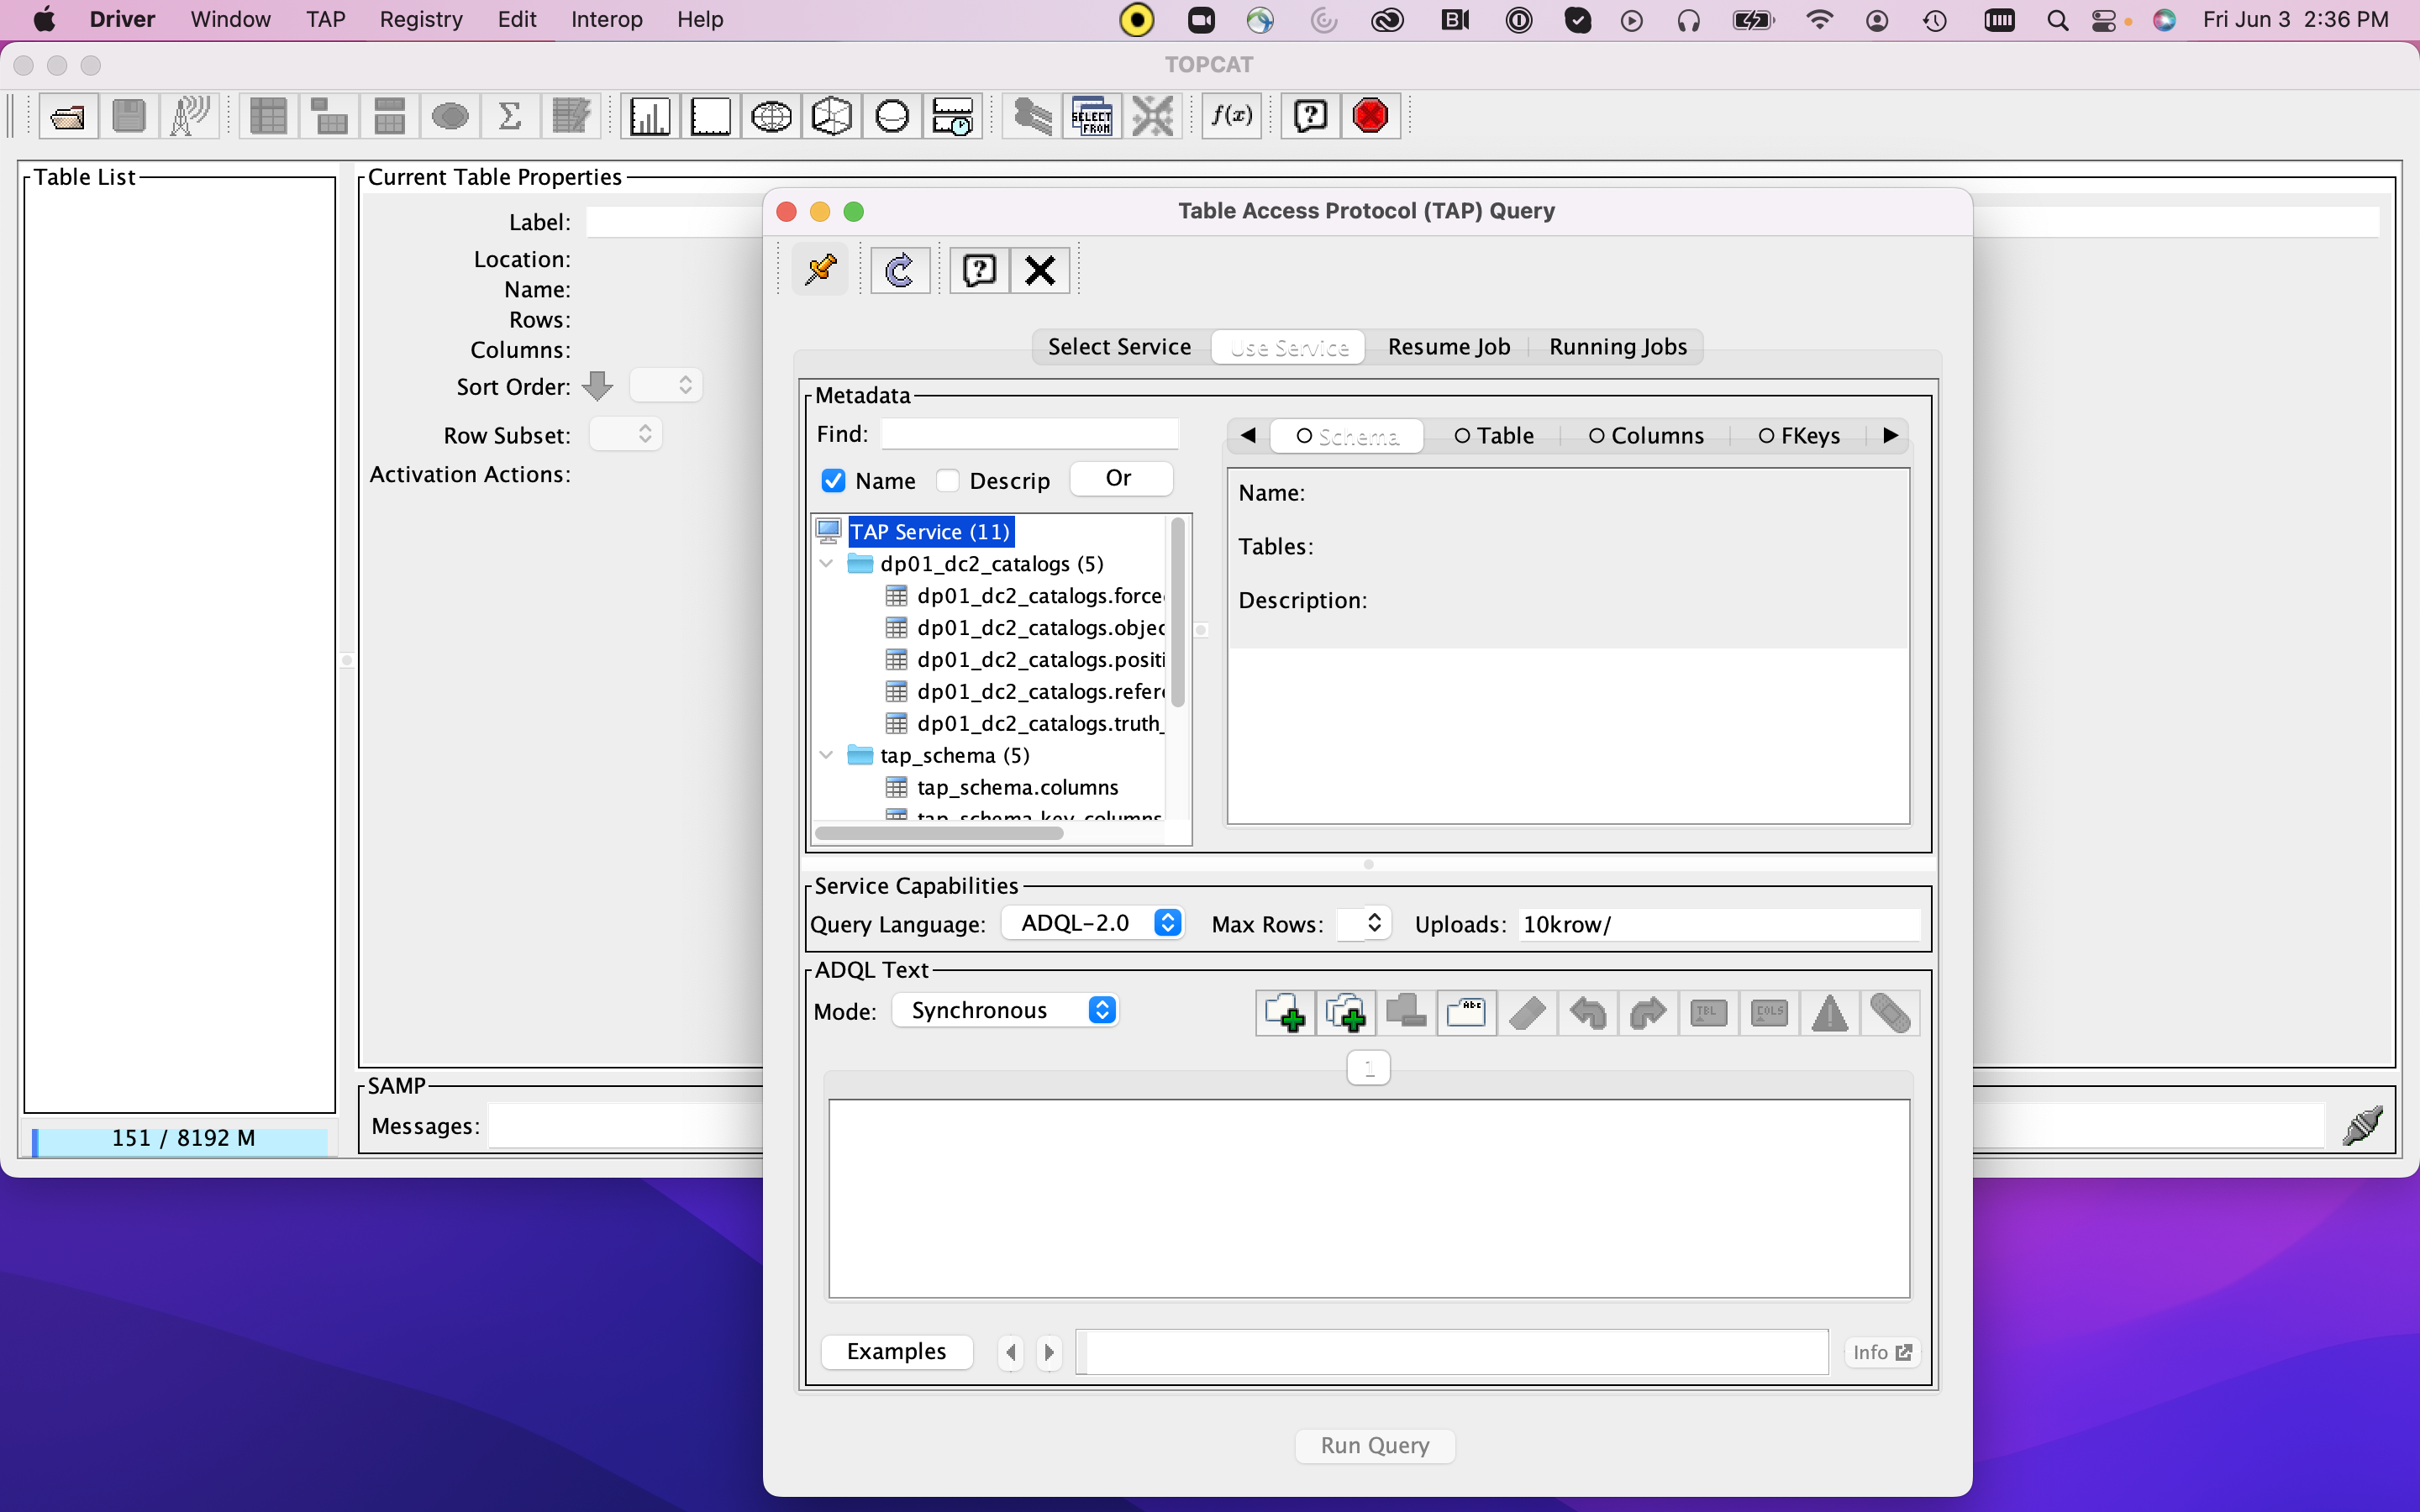 Driver Window TAP Registry Edit Interop Help Fri Jun 3 2:36 PM
TOPCAT
SELECT FROM f(x) ?
Table List
Current Table Properties
Label:
Location:
Name:
Rows:
Columns:
Sort Order:
Row Subset:
Activation Actions:
SAMP
Messages:
151 / 8192 M
Table Access Protocol (TAP) Query
?
Select Service Use Service Resume Job Running Jobs
Metadata
Find:
Name Descrip Or
TAP Service (11)
dp01_dc2_catalogs (5)
dp01_dc2_catalogs.force
dp01_dc2_catalogs.objec
dp01_dc2_catalogs.positi
dp01_dc2_catalogs.refer
dp01_dc2_catalogs.truth_
tap_schema (5)
tap_schema.columns
tap_schema.key_columns
Schema Table Columns FKeys
Name:
Tables:
Description:
Service Capabilities
Query Language: ADQL-2.0 Max Rows: Uploads: 10krow/
ADQL Text
Mode: Synchronous
Abc TBL COLS
1
Examples Info
Run Query